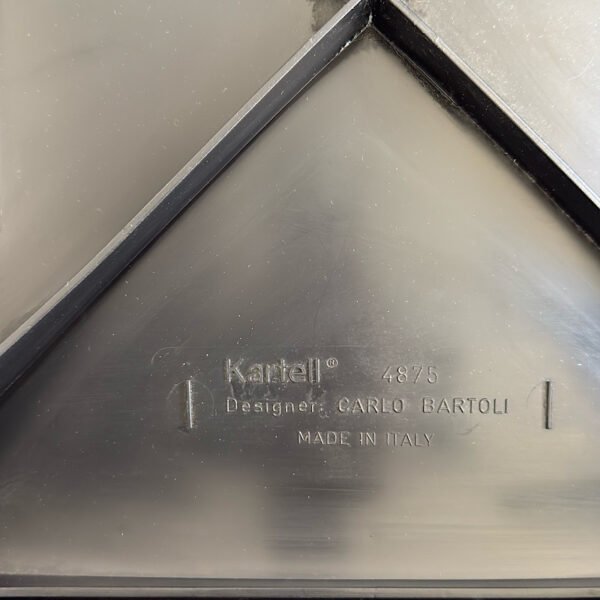 Kartell® 4875
Designer: CARLO BARTOLI
MADE IN ITALY